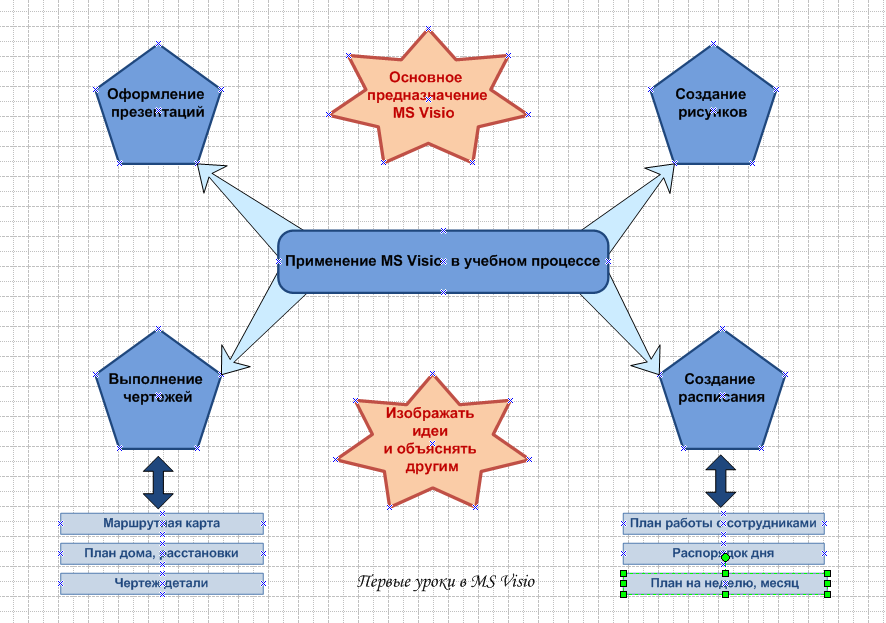 Оформление
презентаций
Основное
предназначение
MS Visio
Создание
рисунков
Применение MS Visio в учебном процессе
Выполнение
чертежей
Изображать
идеи
и объяснять
другим
Создание
расписания
Маршрутная карта
План дома, расстановки
Чертеж детали
План работы с сотрудниками
Распорядок дня
План на неделю, месяц
Первые уроки в MS Visio